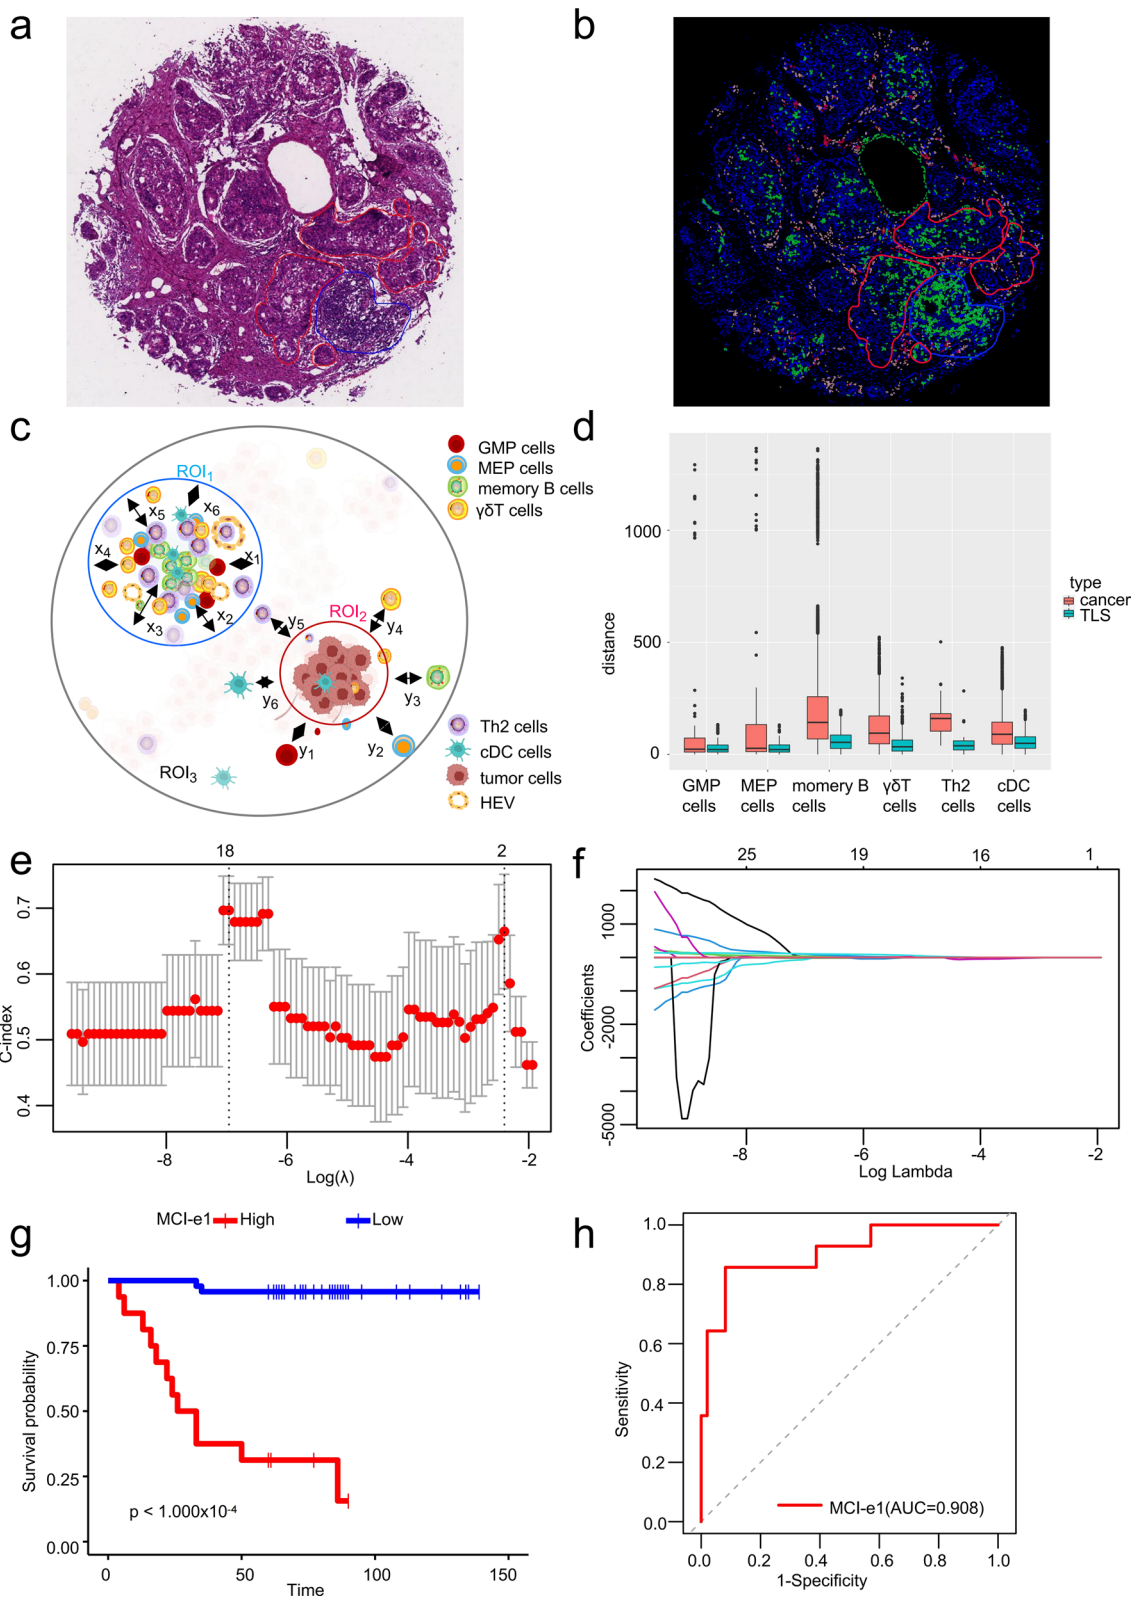 a
b
c
ROI1
x1
x2
x3
x4
x5
x6
ROI2
y1
y2
y3
y4
y5
y6
ROI3
GMP cells
MEP cells
memory B cells
γδT cells
Th2 cells
cDC cells
tumor cells
HEV
d
distance
1000
500
0
GMP cells
MEP cells
momery B cells
γδT cells
Th2 cells
cDC cells
type
cancer
TLS
e
18
2
C-index
0.7
0.6
0.5
0.4
-8
-6
-4
-2
Log(λ)
f
25
19
16
1
Coefficients
1000
-2000
-5000
-8
-6
-4
-2
Log Lambda
g
MCI-e1 High Low
Survival probability
1.00
0.75
0.50
0.25
0.00
p < 1.000x10-4
0
50
100
150
Time
h
Sensitivity
1.0
0.8
0.6
0.4
0.2
0.0
MCI-e1(AUC=0.908)
0.0
0.2
0.4
0.6
0.8
1.0
1-Specificity